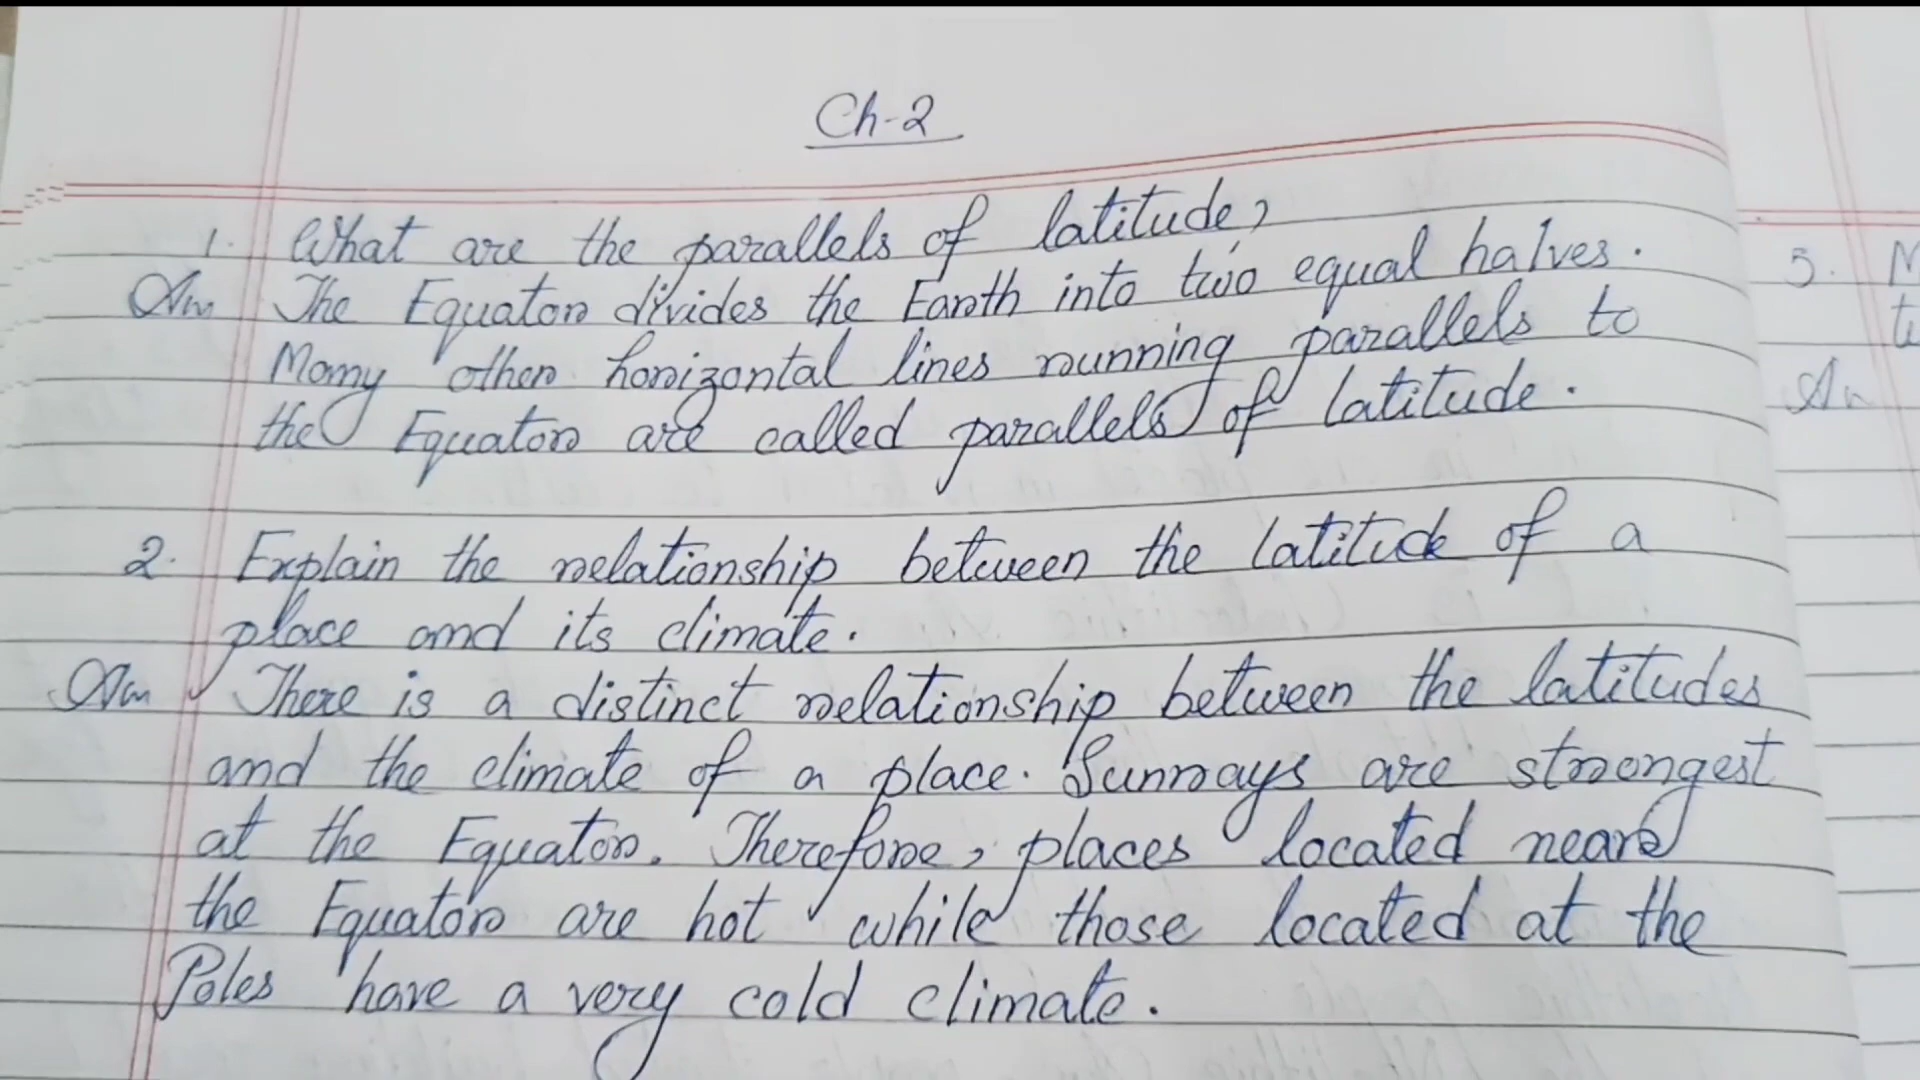 Ch-2
1. What are the parallels of latitude?
Ans The Equator divides the Earth into two equal halves.
Many other horizontal lines running parallels to
the Equator are called parallels of latitude.
2. Explain the relationship between the latitude of a
place and its climate.
Ans There is a distinct relationship between the latitudes
and the climate of a place. Sunrays are strongest
at the Equator. Therefore, places located near
the Equator are hot while those located at the
Poles have a very cold climate.
5. M
te
An